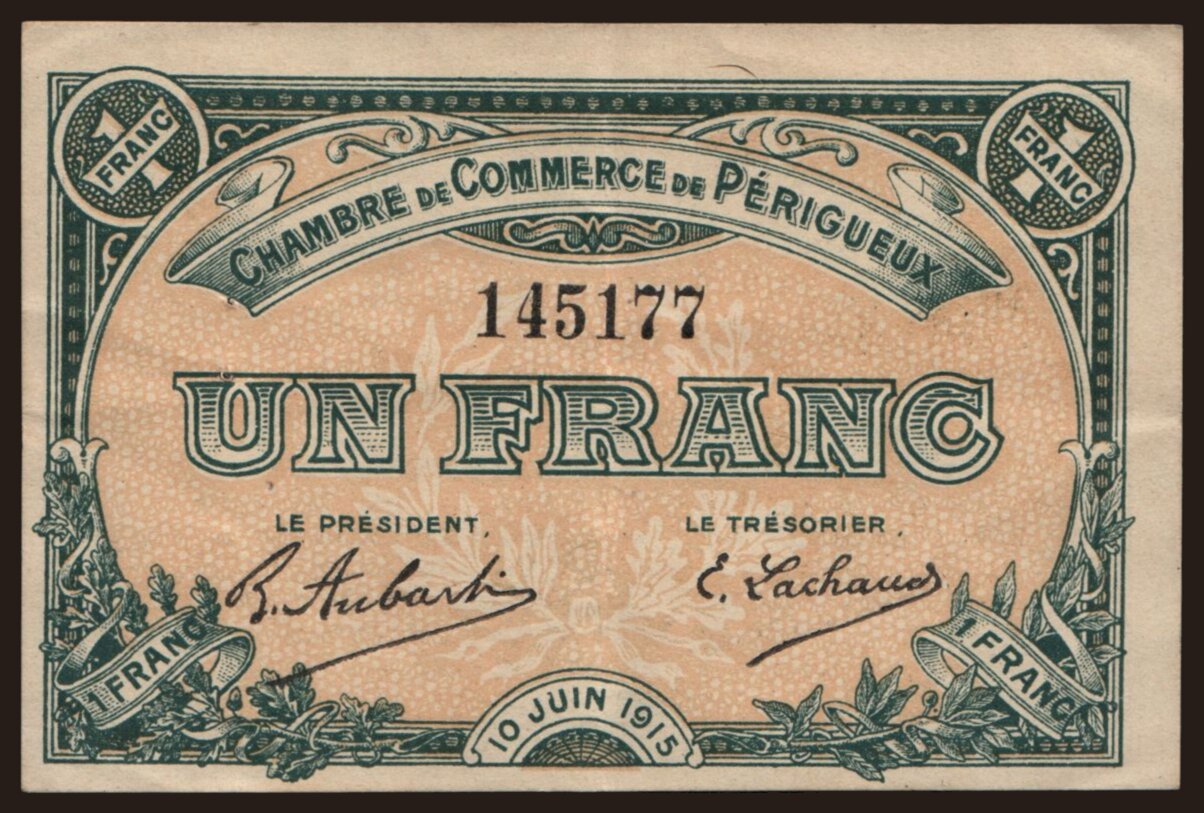 1 FRANC
1 FRANC
CHAMBRE DE COMMERCE DE PÉRIGUEUX
145177
UN FRANC
LE PRÉSIDENT,
LE TRÉSORIER,
E. Lachaud
1 FRANC
1 FRANC
10 JUIN 1915